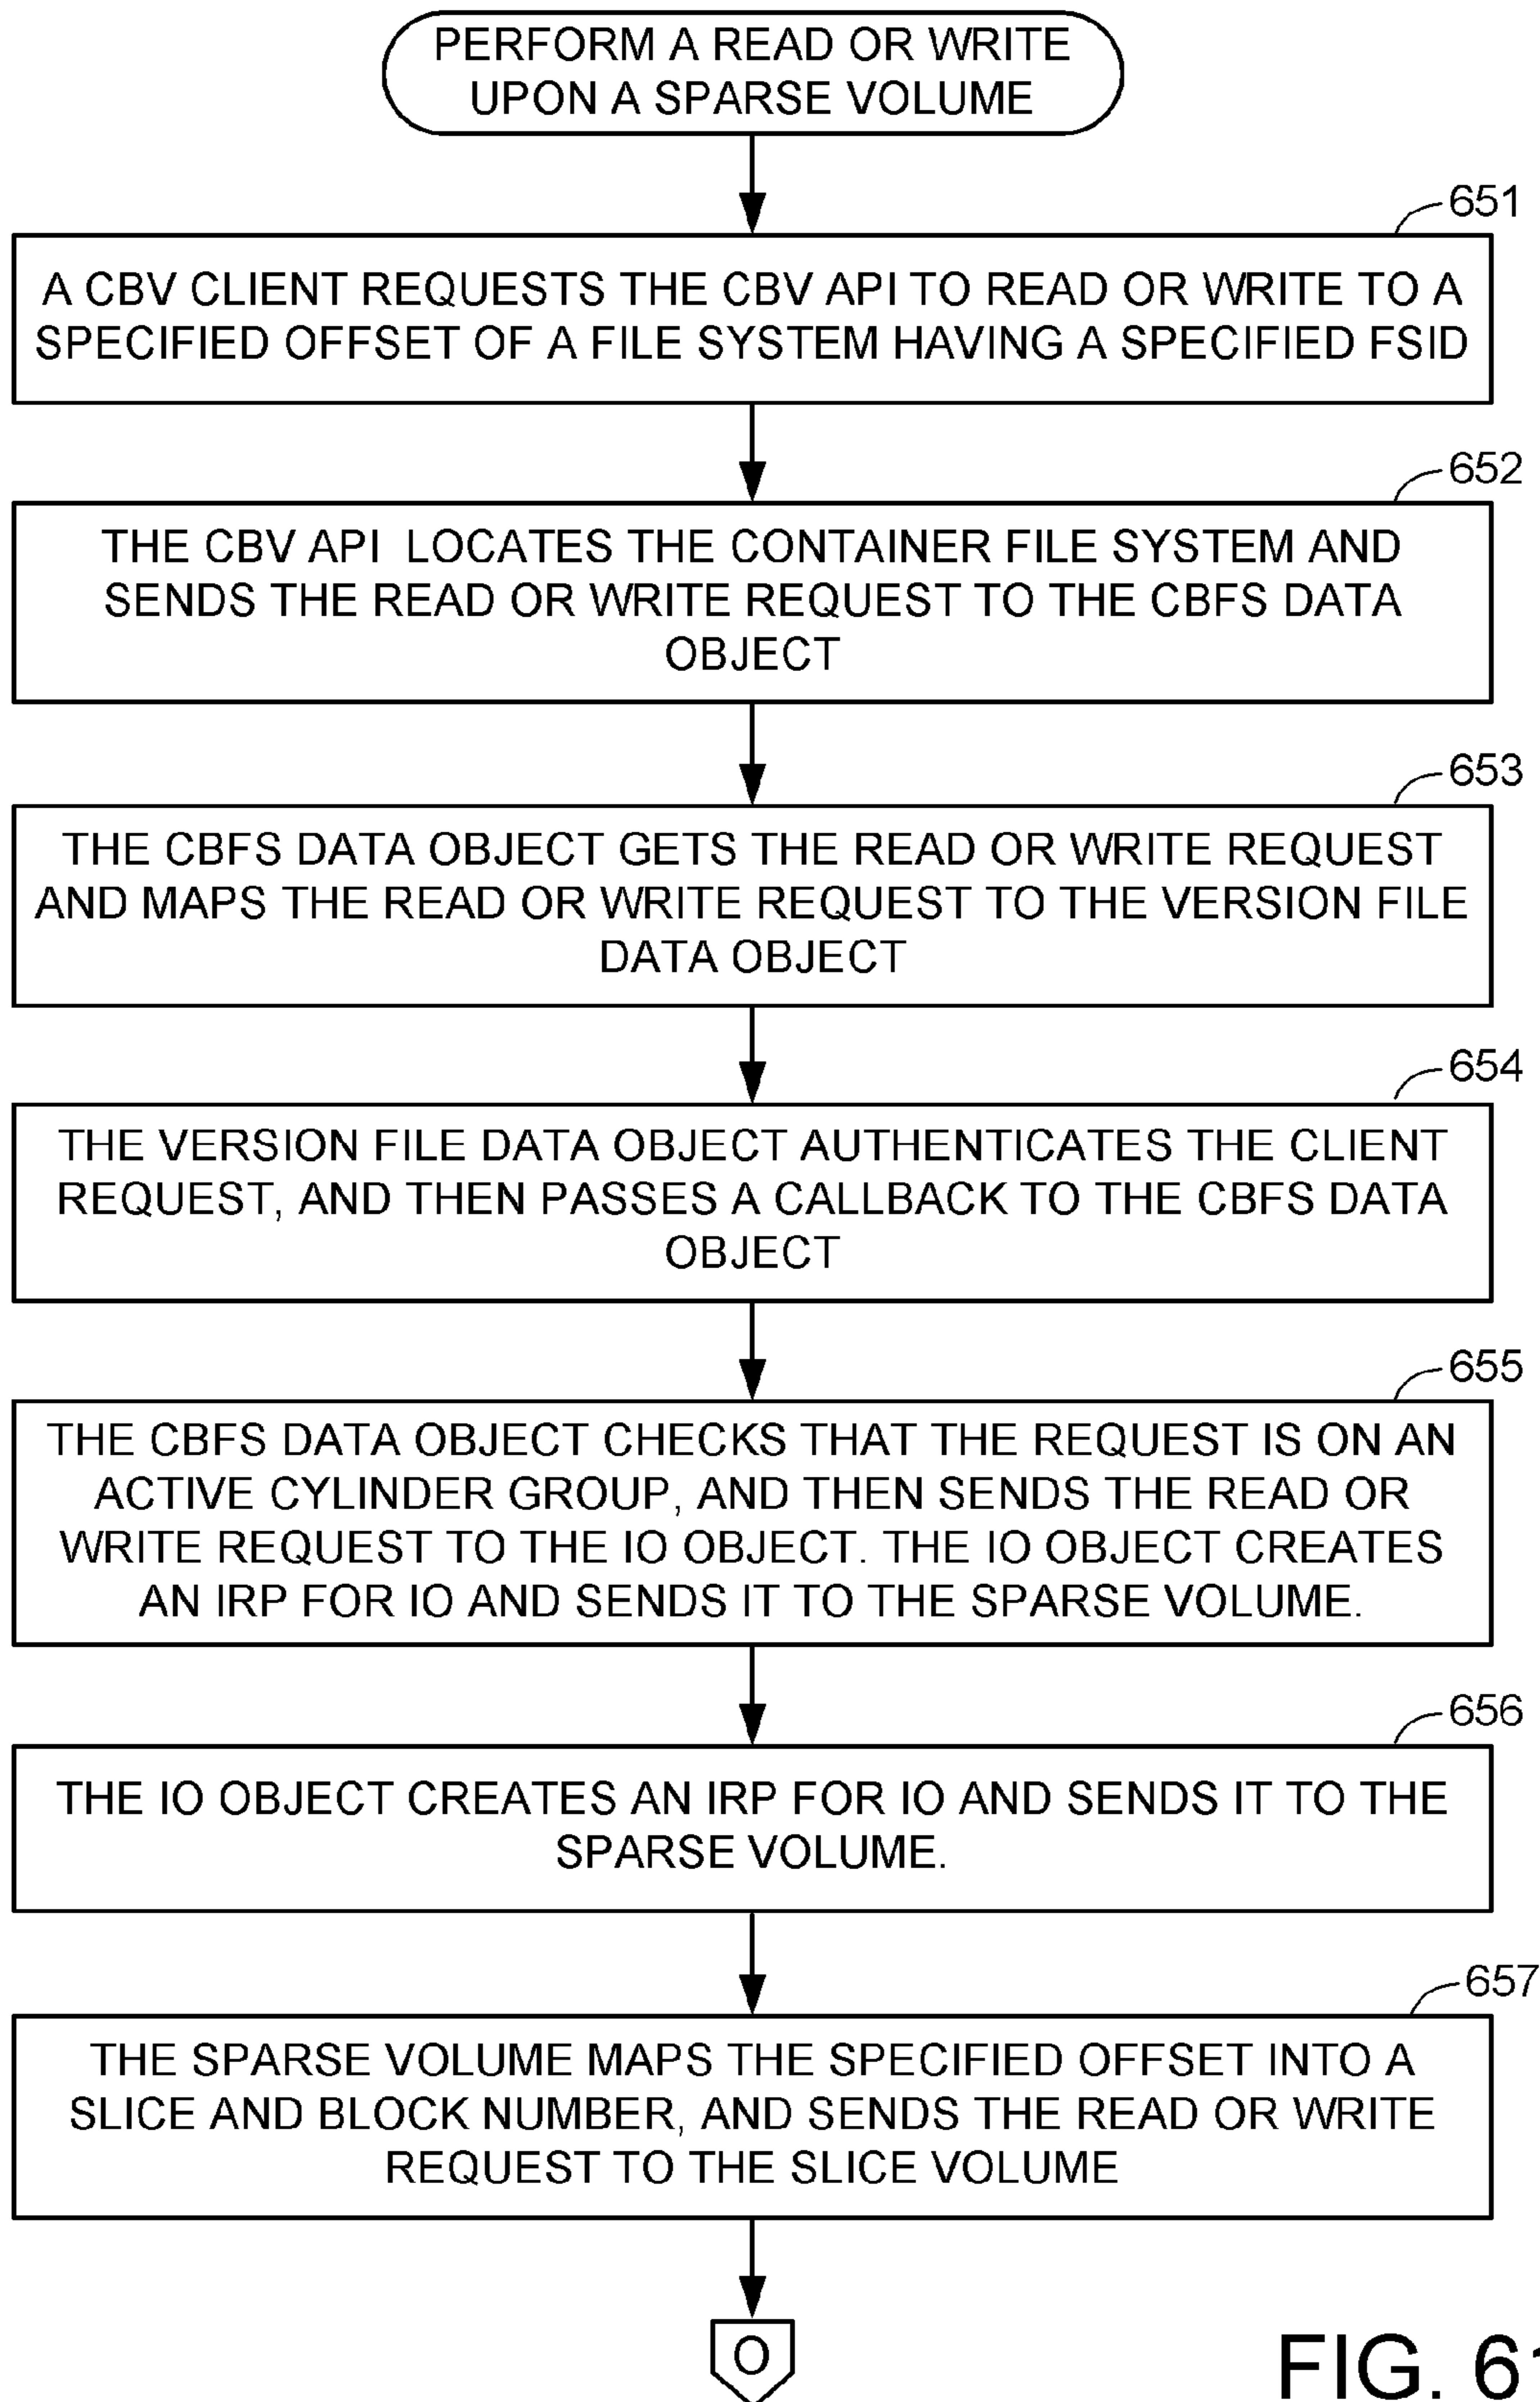 PERFORM A READ OR WRITE
UPON A SPARSE VOLUME
651
A CBV CLIENT REQUESTS THE CBV API TO READ OR WRITE TO A
SPECIFIED OFFSET OF A FILE SYSTEM HAVING A SPECIFIED FSID
652
THE CBV API LOCATES THE CONTAINER FILE SYSTEM AND
SENDS THE READ OR WRITE REQUEST TO THE CBFS DATA
OBJECT
653
THE CBFS DATA OBJECT GETS THE READ OR WRITE REQUEST
AND MAPS THE READ OR WRITE REQUEST TO THE VERSION FILE
DATA OBJECT
654
THE VERSION FILE DATA OBJECT AUTHENTICATES THE CLIENT
REQUEST, AND THEN PASSES A CALLBACK TO THE CBFS DATA
OBJECT
655
THE CBFS DATA OBJECT CHECKS THAT THE REQUEST IS ON AN
ACTIVE CYLINDER GROUP, AND THEN SENDS THE READ OR
WRITE REQUEST TO THE IO OBJECT. THE IO OBJECT CREATES
AN IRP FOR IO AND SENDS IT TO THE SPARSE VOLUME.
656
THE IO OBJECT CREATES AN IRP FOR IO AND SENDS IT TO THE
SPARSE VOLUME.
657
THE SPARSE VOLUME MAPS THE SPECIFIED OFFSET INTO A
SLICE AND BLOCK NUMBER, AND SENDS THE READ OR WRITE
REQUEST TO THE SLICE VOLUME
O
FIG. 61